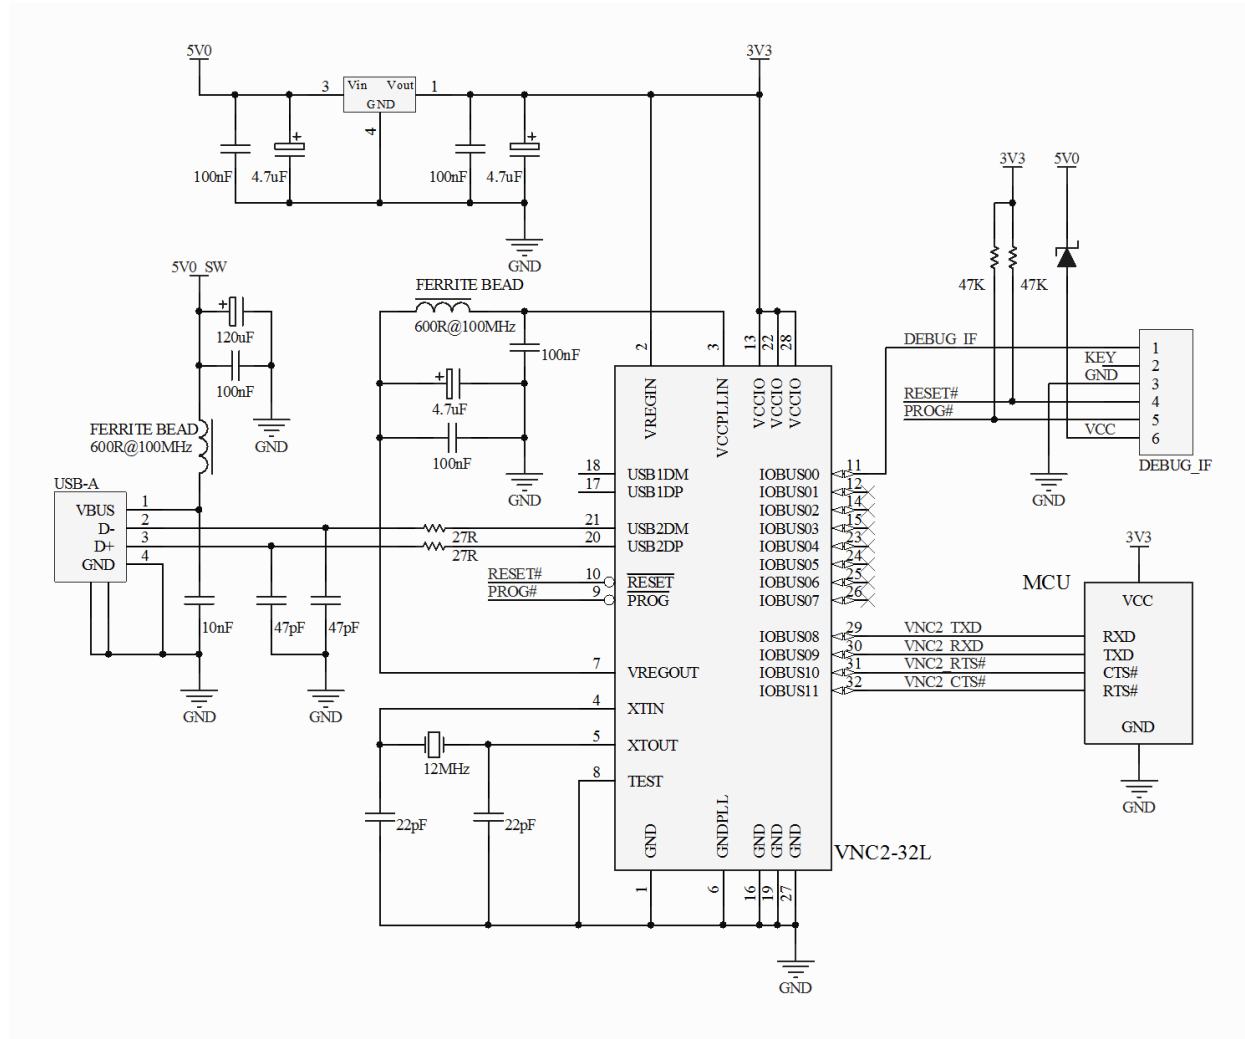 5V0
3V3
3 Vin Vout 1
GND
4
100nF 4.7uF 100nF 4.7uF
GND
3V3 5V0
47K 47K
5V0_SW
120uF
100nF
GND
FERRITE BEAD
600R@100MHz
FERRITE BEAD
600R@100MHz
100nF
4.7uF
100nF
GND
2 3 13 22 28
VREGIN VCCPLLIN VCCIO VCCIO VCCIO
DEBUG_IF
KEY
GND
RESET#
PROG#
VCC
1
2
3
4
5
6
DEBUG_IF
GND
USB-A
VBUS 1
D- 2
D+ 3
GND 4
10nF 47pF 47pF
GND GND
27R
27R
RESET#
PROG#
18 USB1DM
17 USB1DP
21 USB2DM
20 USB2DP
10 RESET
9 PROG
7 VREGOUT
4 XTIN
5 XTOUT
8 TEST
12MHz
22pF 22pF
IOBUS00 11
IOBUS01 12
IOBUS02 14
IOBUS03 15
IOBUS04 23
IOBUS05 24
IOBUS06 25
IOBUS07 26
IOBUS08 29 VNC2_TXD
IOBUS09 30 VNC2_RXD
IOBUS10 31 VNC2_RTS#
IOBUS11 32 VNC2_CTS#
3V3
MCU
VCC
RXD
TXD
CTS#
RTS#
GND
GND
GND GNDPLL GND GND GND
VNC2-32L
1 6 16 19 27
GND